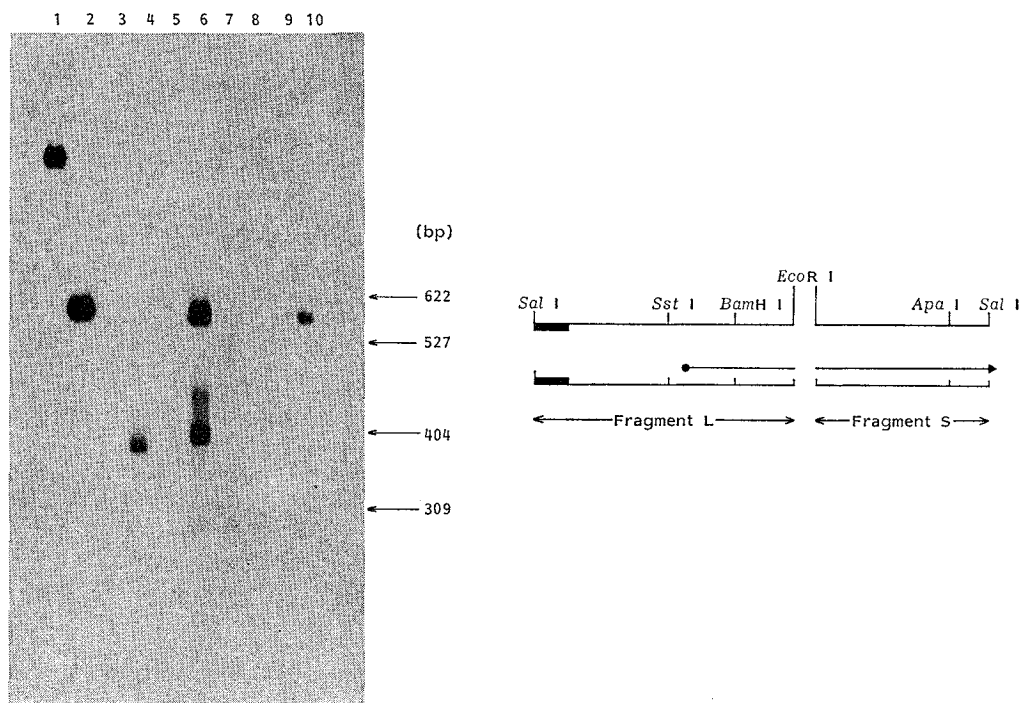 1 2 3 4 5 6 7 8 9 10
(bp)
622
527
404
309
EcoR I
Sal I Sst I BamH I Apa I Sal I
Fragment L Fragment S